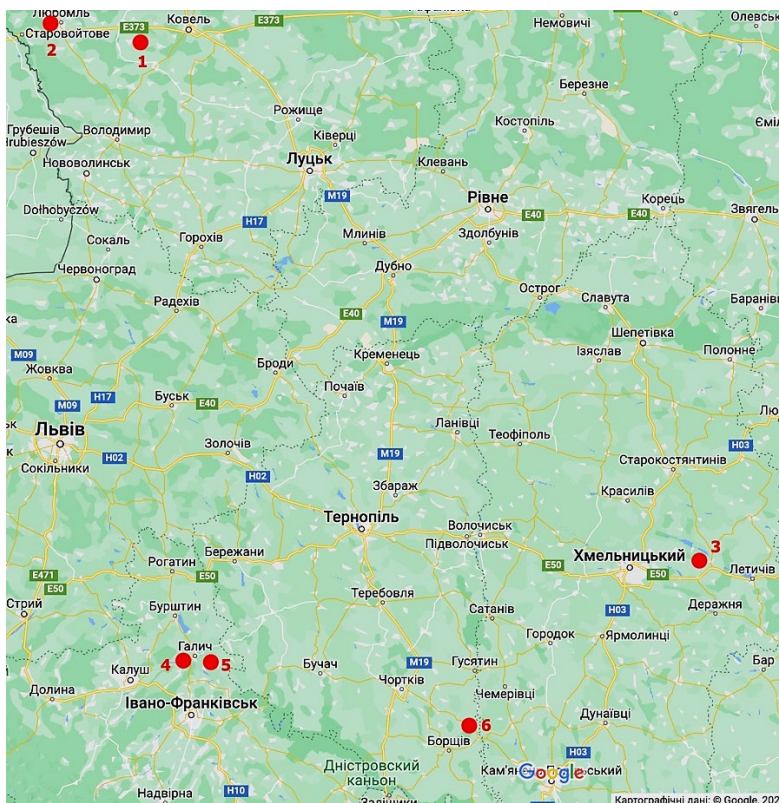 Любомль
Ковель
E373
E373
Старовойтове
2
1
Немовичі
Березне
Рожище
Костопіль
Грубешів
Hrubieszów
Володимир
Ківерці
Нововолинськ
Луцьк
Клевань
M19
Рівне
Корець
E40
E40
Звягель
Dołhobyczów
H17
Млинів
Здолбунів
Сокаль
Горохів
Дубно
Червоноград
Острог
Славута
Радехів
E40
M19
Шепетівка
M09
Кременець
Ізяслав
Полонне
Жовква
Броди
Почаїв
H17
Буськ
E40
M09
Львів
Ланівці
Теофіполь
H03
Золочів
H02
Сокільники
M19
H02
Старокостянтинів
Збараж
Красилів
Тернопіль
Волочиськ
Підволочиськ
3
Хмельницький
Бережани
E50
E50
Летичів
Рогатин
E50
E471
E50
Теребовля
Стрий
Бурштин
Сатанів
H03
Деражня
Городок
Ярмолинці
Галич
4
5
Бучач
M19
Гусятин
Бар
Калуш
Чортків
Чемерівці
Долина
Івано-Франківськ
Дунаївці
6
Борщів
H03
Дністровський
каньон
Google
H10
Надвірна
Заліщики
Картографічні дані: © Google, 202